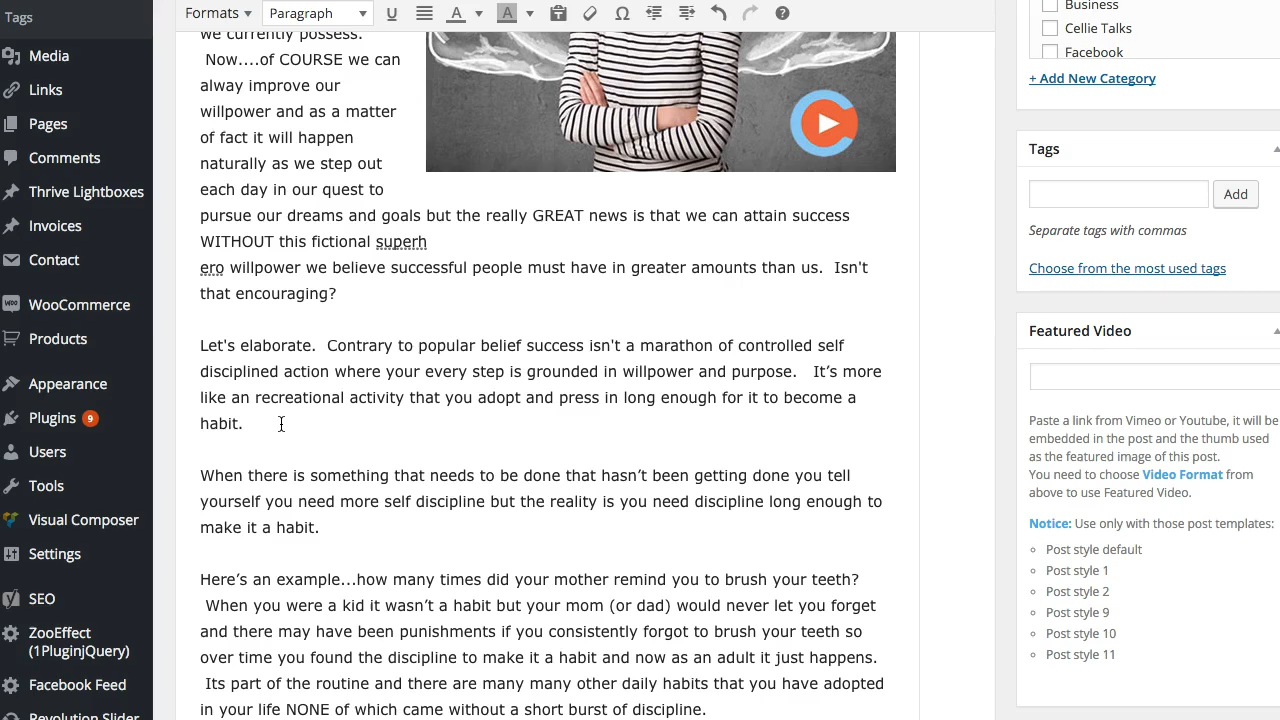 Tags
Media
Links
Pages
Comments
Thrive Lightboxes
Invoices
Contact
WooCommerce
Products
Appearance
Plugins 9
Users
Tools
Visual Composer
Settings
SEO
ZooEffect
(1PluginjQuery)
Facebook Feed
Revolution Slider
Formats Paragraph U A A Ω ?
we currently possess.
Now....of COURSE we can
alway improve our
willpower and as a matter
of fact it will happen
naturally as we step out
each day in our quest to
pursue our dreams and goals but the really GREAT news is that we can attain success
WITHOUT this fictional superh
ero willpower we believe successful people must have in greater amounts than us.  Isn't
that encouraging?
Let's elaborate.  Contrary to popular belief success isn't a marathon of controlled self
disciplined action where your every step is grounded in willpower and purpose.   It’s more
like an recreational activity that you adopt and press in long enough for it to become a
habit.
When there is something that needs to be done that hasn’t been getting done you tell
yourself you need more self discipline but the reality is you need discipline long enough to
make it a habit.
Here’s an example...how many times did your mother remind you to brush your teeth?
When you were a kid it wasn’t a habit but your mom (or dad) would never let you forget
and there may have been punishments if you consistently forgot to brush your teeth so
over time you found the discipline to make it a habit and now as an adult it just happens.
Its part of the routine and there are many many other daily habits that you have adopted
in your life NONE of which came without a short burst of discipline.
Business
Cellie Talks
Facebook
+ Add New Category
Tags
Add
Separate tags with commas
Choose from the most used tags
Featured Video
Paste a link from Vimeo or Youtube, it will be
embedded in the post and the thumb used
as the featured image of this post.
You need to choose Video Format from
above to use Featured Video.
Notice: Use only with those post templates:
Post style default
Post style 1
Post style 2
Post style 9
Post style 10
Post style 11